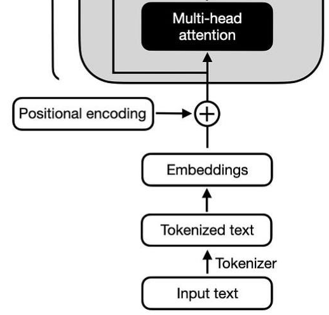 Multi-head
attention
Positional encoding
+
Embeddings
Tokenized text
Tokenizer
Input text